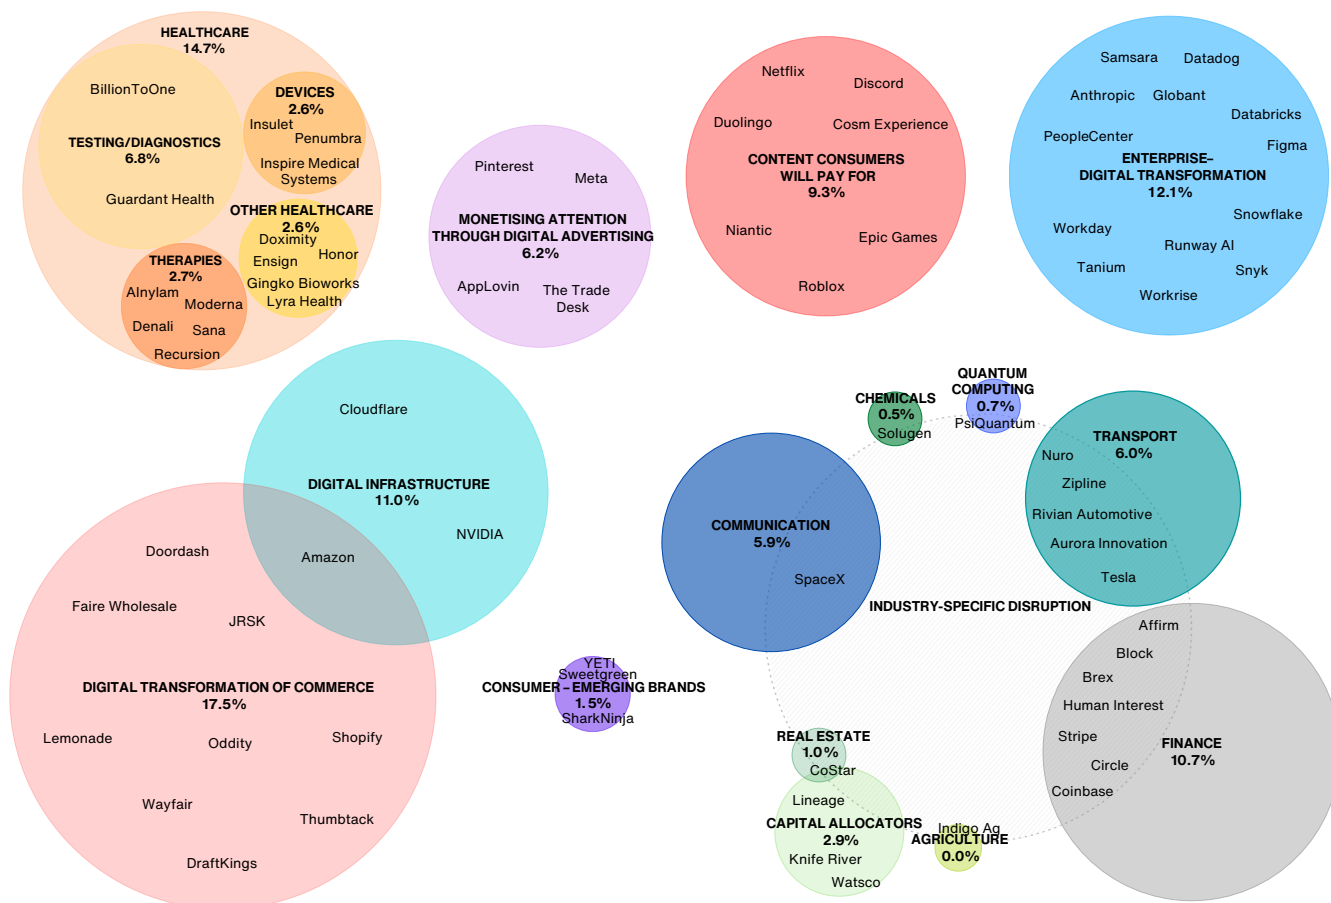 HEALTHCARE
14.7%
BillionToOne
TESTING/DIAGNOSTICS
6.8%
Guardant Health
DEVICES
2.6%
Insulet
Penumbra
Inspire Medical
Systems
OTHER HEALTHCARE
2.6%
Doximity
Honor
Ensign
Gingko Bioworks
Lyra Health
THERAPIES
2.7%
Alnylam
Moderna
Denali
Sana
Recursion
Pinterest
Meta
MONETISING ATTENTION
THROUGH DIGITAL ADVERTISING
6.2%
AppLovin
The Trade
Desk
Netflix
Discord
Duolingo
Cosm Experience
CONTENT CONSUMERS
WILL PAY FOR
9.3%
Niantic
Epic Games
Roblox
Samsara
Datadog
Anthropic
Globant
Databricks
PeopleCenter
Figma
ENTERPRISE–
DIGITAL TRANSFORMATION
12.1%
Snowflake
Workday
Runway AI
Tanium
Snyk
Workrise
Cloudflare
DIGITAL INFRASTRUCTURE
11.0%
NVIDIA
Amazon
Doordash
Faire Wholesale
JRSK
DIGITAL TRANSFORMATION OF COMMERCE
17.5%
Lemonade
Oddity
Shopify
Wayfair
Thumbtack
DraftKings
YETI
Sweetgreen
CONSUMER–EMERGING BRANDS
1.5%
SharkNinja
CHEMICALS
0.5%
Solugen
QUANTUM
COMPUTING
0.7%
PsiQuantum
TRANSPORT
6.0%
Nuro
Zipline
Rivian Automotive
Aurora Innovation
Tesla
COMMUNICATION
5.9%
SpaceX
INDUSTRY-SPECIFIC DISRUPTION
Affirm
Block
Brex
Human Interest
Stripe
FINANCE
10.7%
Circle
Coinbase
REAL ESTATE
1.0%
CoStar
Lineage
CAPITAL ALLOCATORS
2.9%
Knife River
Watsco
Indigo Ag
AGRICULTURE
0.0%